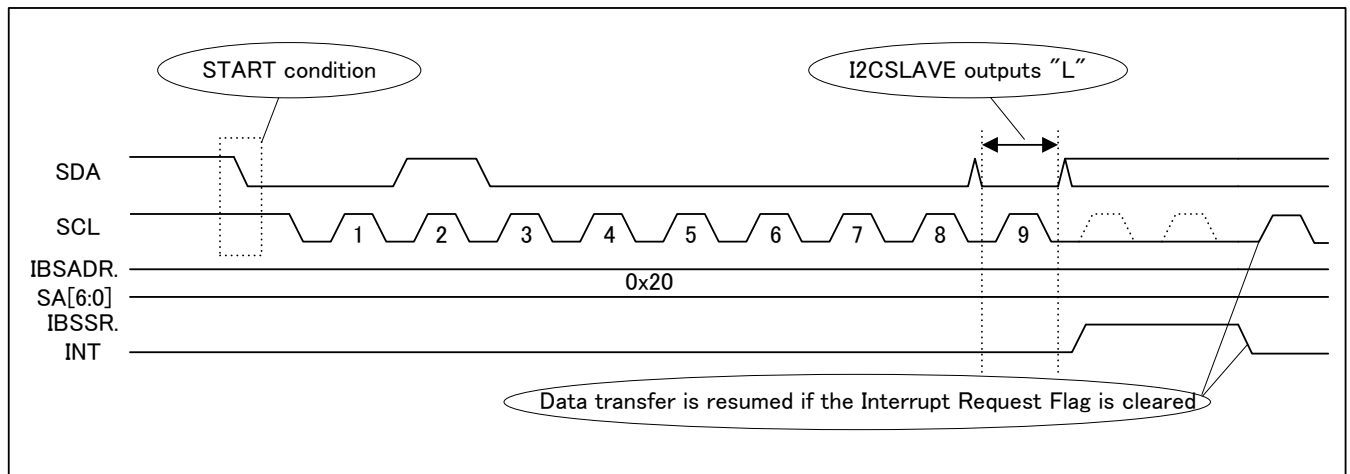 START condition
I2CSLAVE outputs "L"
SDA
SCL
1 2 3 4 5 6 7 8 9
IBSADR.
SA[6:0]
0x20
IBSSR.
INT
Data transfer is resumed if the Interrupt Request Flag is cleared